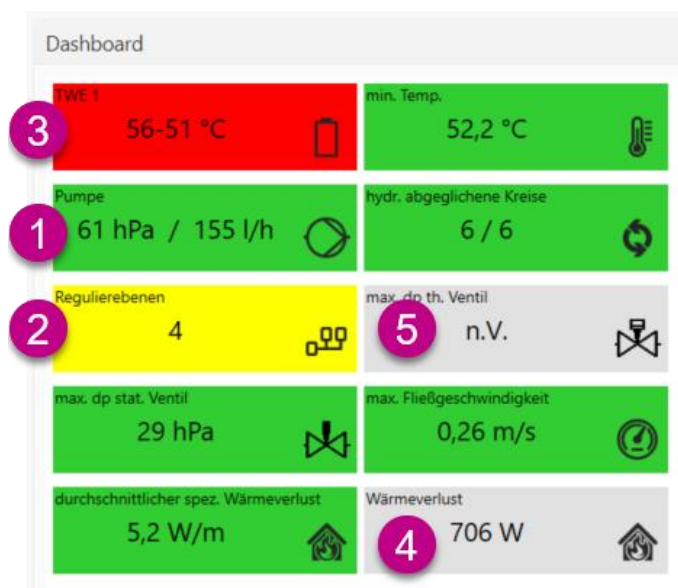 Dashboard
TWE 1
3
56-51 °C
min. Temp.
52,2 °C
Pumpe
1
61 hPa / 155 l/h
hydr. abgeglichene Kreise
6 / 6
Regulierebenen
2
4
max. dp th. Ventil
5
n.V.
max. dp stat. Ventil
29 hPa
max. Fließgeschwindigkeit
0,26 m/s
durchschnittlicher spez. Wärmeverlust
5,2 W/m
Wärmeverlust
4
706 W